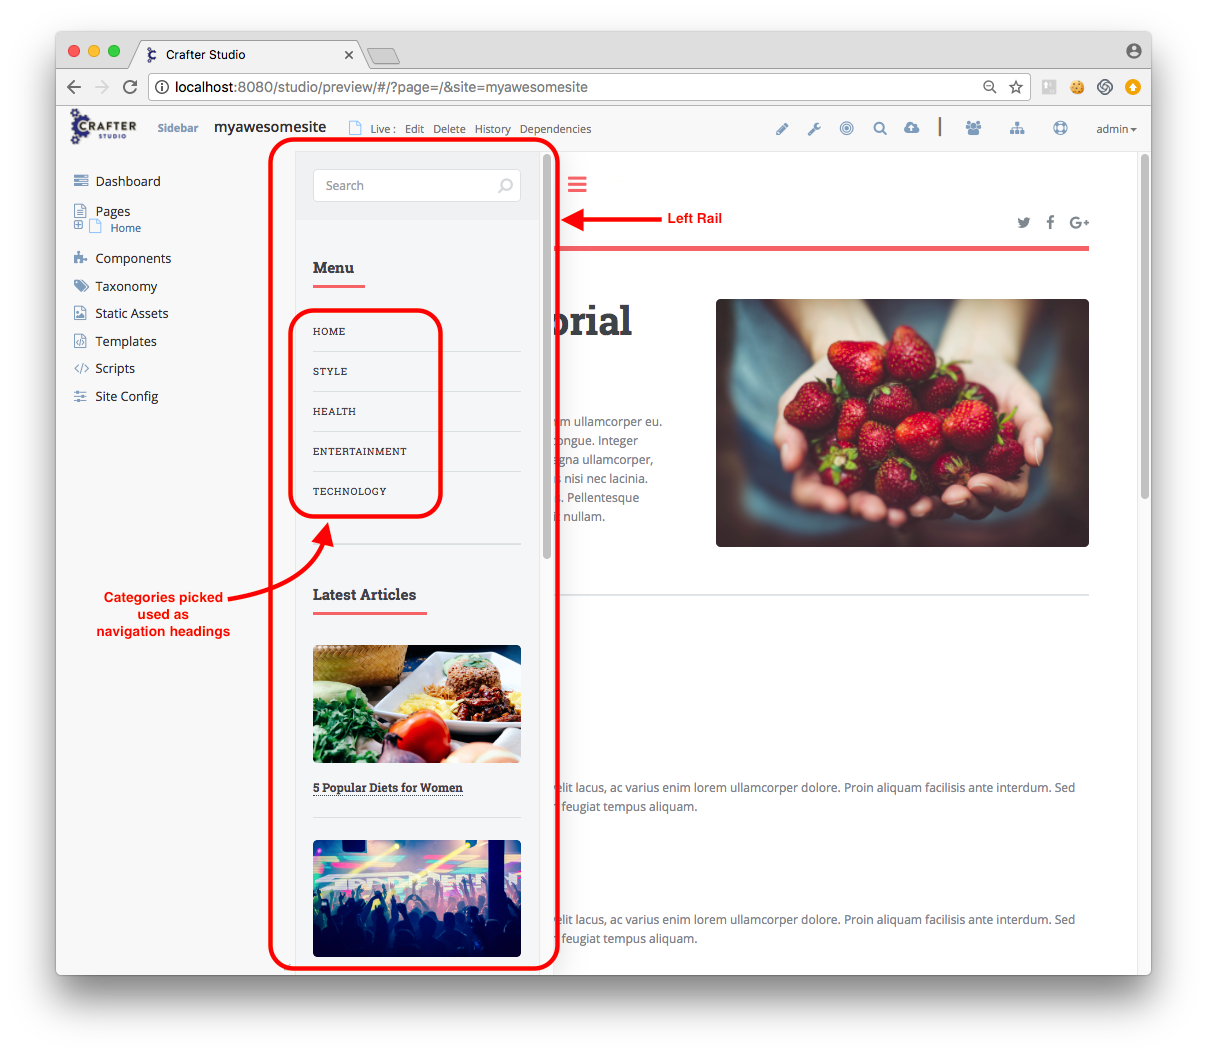 Crafter Studio
localhost:8080/studio/preview/#/?page=/&site=myawesomesite
CRAFTER
STUDIO
Sidebar
myawesomesite
Live : Edit Delete History Dependencies
admin
Dashboard
Pages
Home
Components
Taxonomy
Static Assets
Templates
Scripts
Site Config
Search
Menu
HOME
STYLE
HEALTH
ENTERTAINMENT
TECHNOLOGY
Latest Articles
5 Popular Diets for Women
Left Rail
Categories picked
used as
navigation headings
G+
orial
m ullamcorper eu.
ongue. Integer
agna ullamcorper,
s nisi nec lacinia.
. Pellentesque
it nullam.
elit lacus, ac varius enim lorem ullamcorper dolore. Proin aliquam facilisis ante interdum. Sed
feugiat tempus aliquam.
elit lacus, ac varius enim lorem ullamcorper dolore. Proin aliquam facilisis ante interdum. Sed
feugiat tempus aliquam.